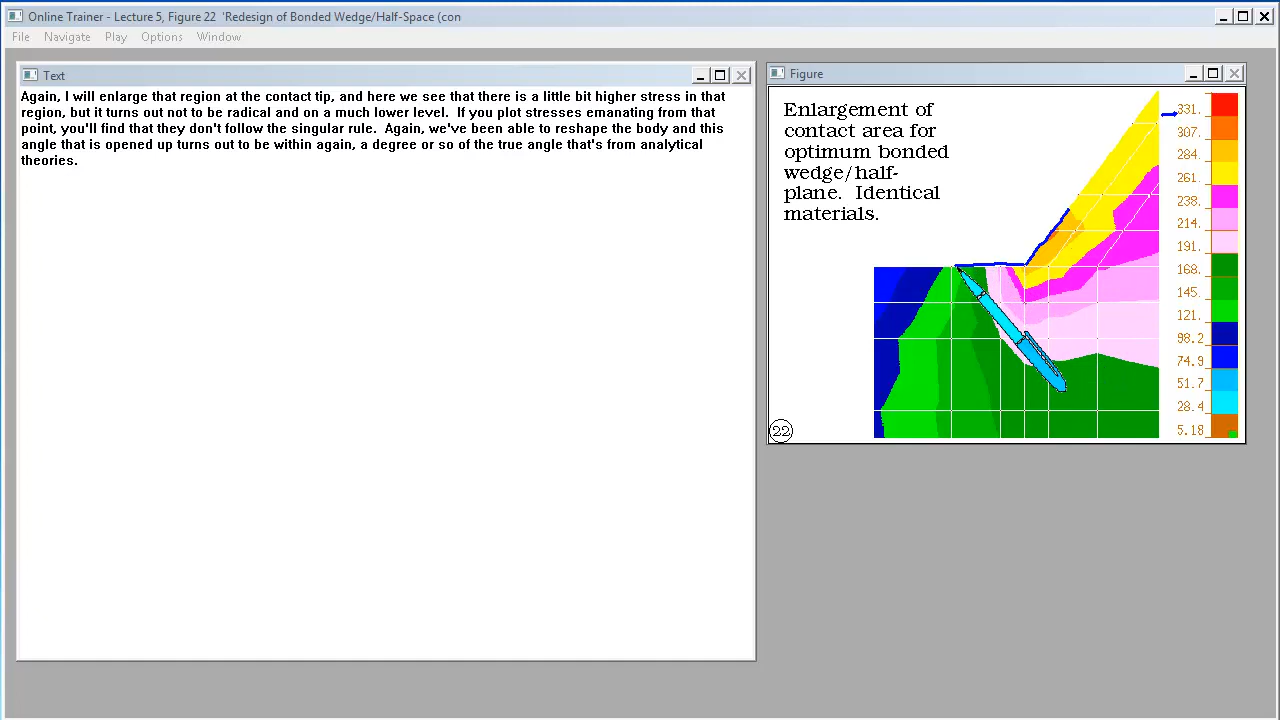 Online Trainer - Lecture 5, Figure 22 'Redesign of Bonded Wedge/Half-Space (con
File Navigate Play Options Window
Text
Again, I will enlarge that region at the contact tip, and here we see that there is a little bit higher stress in that
region, but it turns out not to be radical and on a much lower level. If you plot stresses emanating from that
point, you'll find that they don't follow the singular rule. Again, we've been able to reshape the body and this
angle that is opened up turns out to be within again, a degree or so of the true angle that's from analytical
theories.
Figure
Enlargement of
contact area for
optimum bonded
wedge/half-
plane. Identical
materials.
331.
307.
284.
261.
238.
214.
191.
168.
145.
121.
98.2
74.9
51.7
28.4
5.18
22